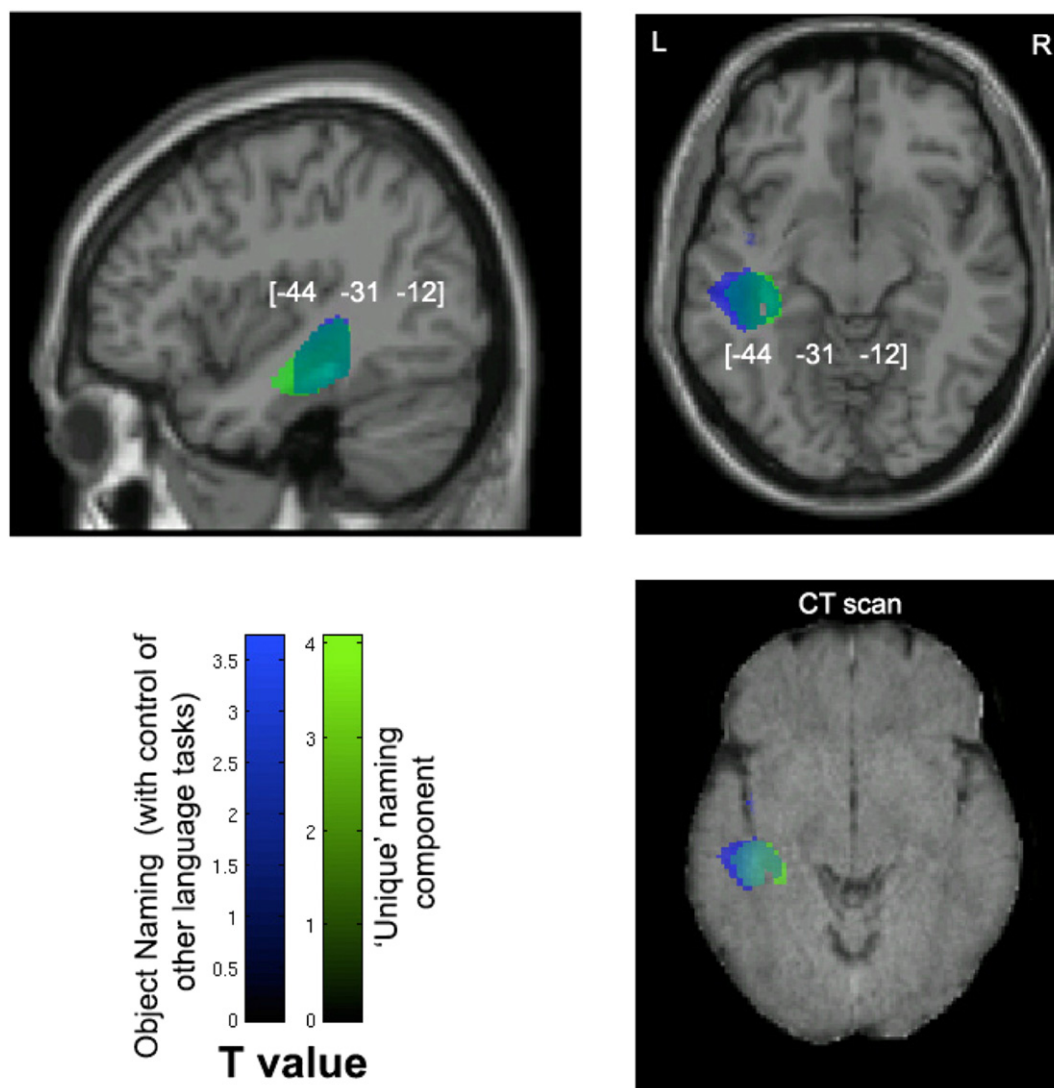 L
R
[-44 -31 -12]
[-44 -31 -12]
CT scan
Object Naming (with control of
other language tasks)
3.5
3
2.5
2
1.5
1
0.5
0
4
3
2
1
0
'Unique' naming
component
T value